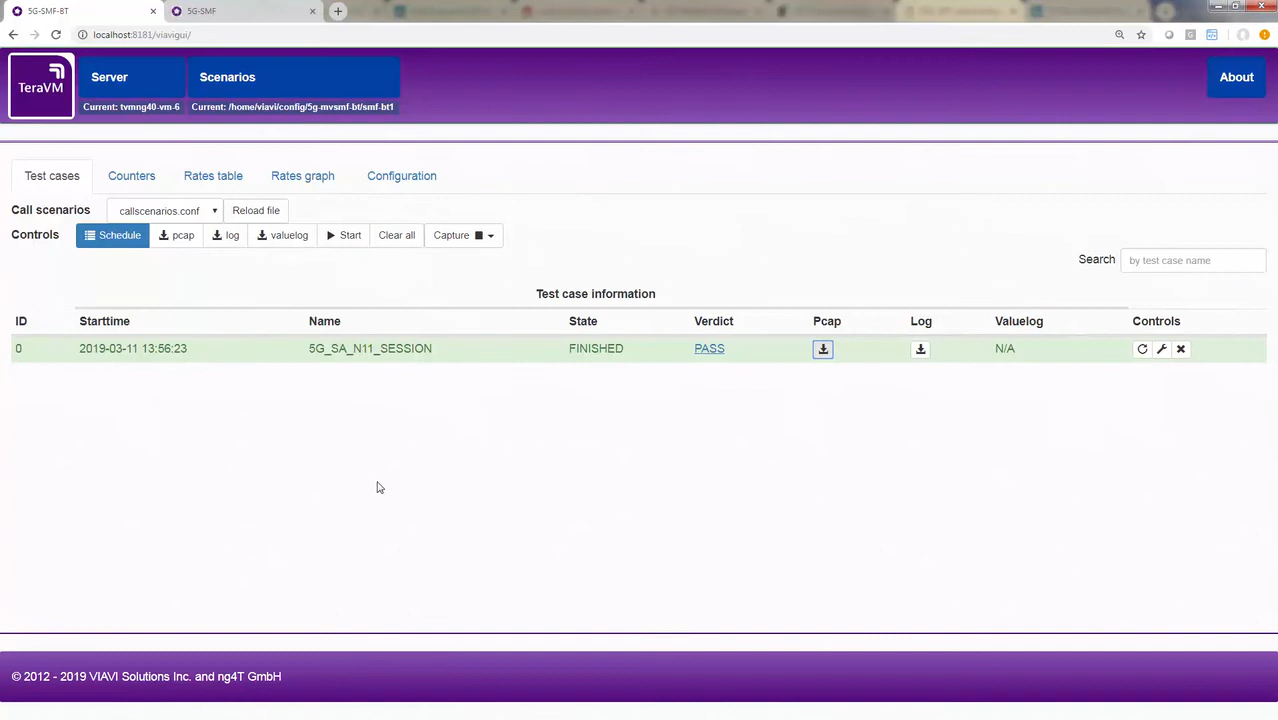 5G-SMF-BT
5G-SMF
localhost:8181/viavigui/
TeraVM
Server
Current: tvmng40-vm-6
Scenarios
Current: /home/viavi/config/5g-mvsmf-bt/smf-bt1
About
Test cases Counters Rates table Rates graph Configuration
Call scenarios callscenarios.conf Reload file
Controls Schedule pcap log valuelog Start Clear all Capture
Search by test case name
Test case information
ID Starttime Name State Verdict Pcap Log Valuelog Controls
0 2019-03-11 13:56:23 5G_SA_N11_SESSION FINISHED PASS N/A
© 2012 - 2019 VIAVI Solutions Inc. and ng4T GmbH